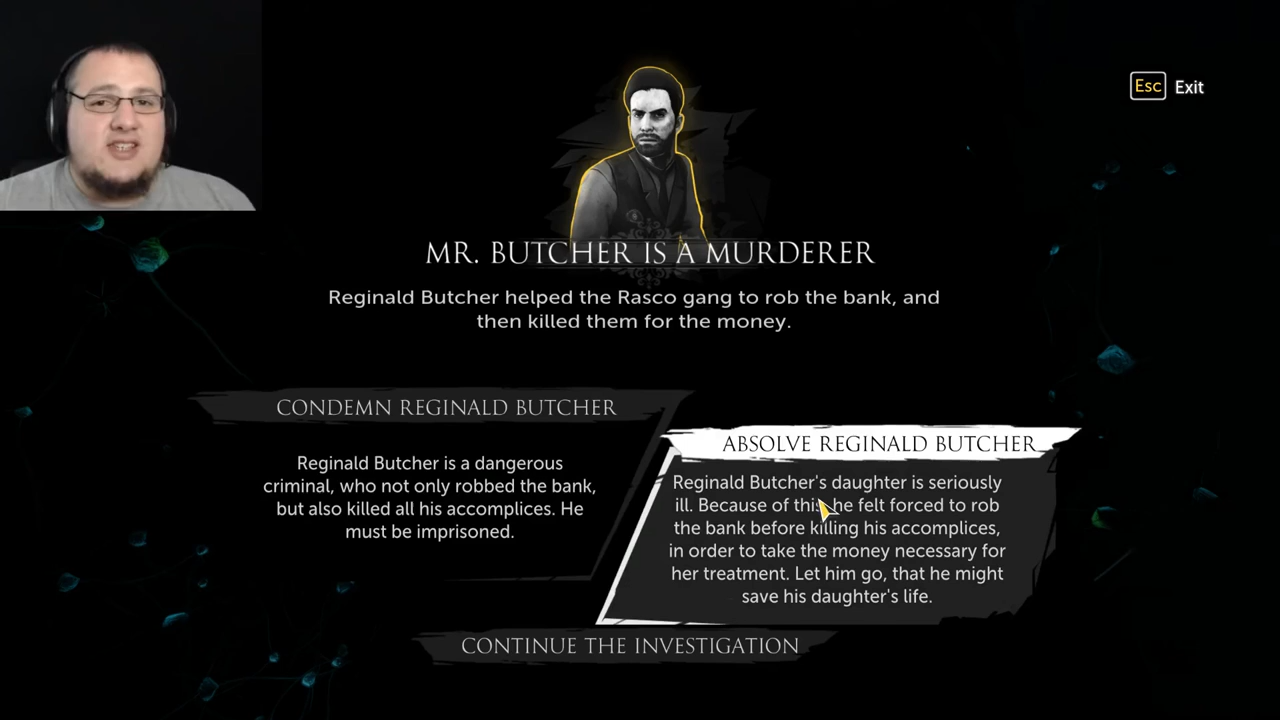 Esc Exit
MR. BUTCHER IS A MURDERER
Reginald Butcher helped the Rasco gang to rob the bank, and
then killed them for the money.
CONDEMN REGINALD BUTCHER
Reginald Butcher is a dangerous
criminal, who not only robbed the bank,
but also killed all his accomplices. He
must be imprisoned.
ABSOLVE REGINALD BUTCHER
Reginald Butcher's daughter is seriously
ill. Because of this he felt forced to rob
the bank before killing his accomplices,
in order to take the money necessary for
her treatment. Let him go, that he might
save his daughter's life.
CONTINUE THE INVESTIGATION